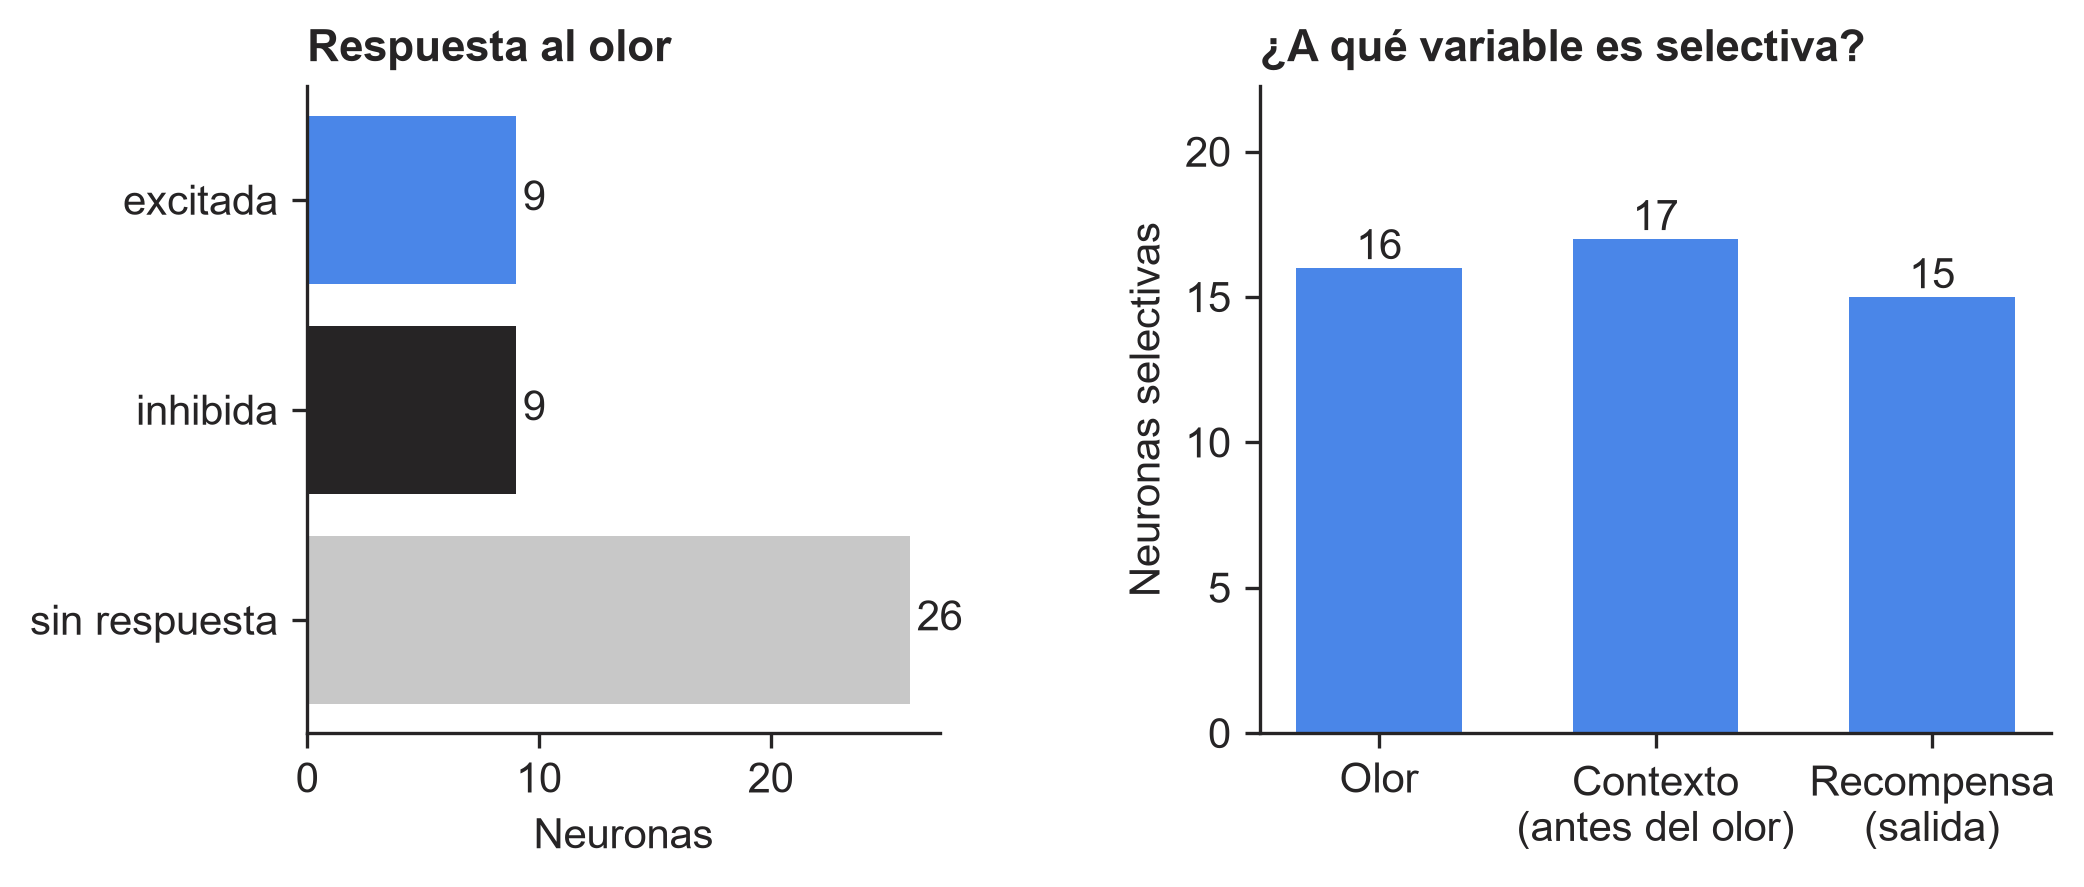 Respuesta al olor
excitada
9
inhibida
9
sin respuesta
26
0 10 20
Neuronas
¿A qué variable es selectiva?
Neuronas selectivas
20
15
10
5
0
16
17
15
Olor
Contexto
(antes del olor)
Recompensa
(salida)